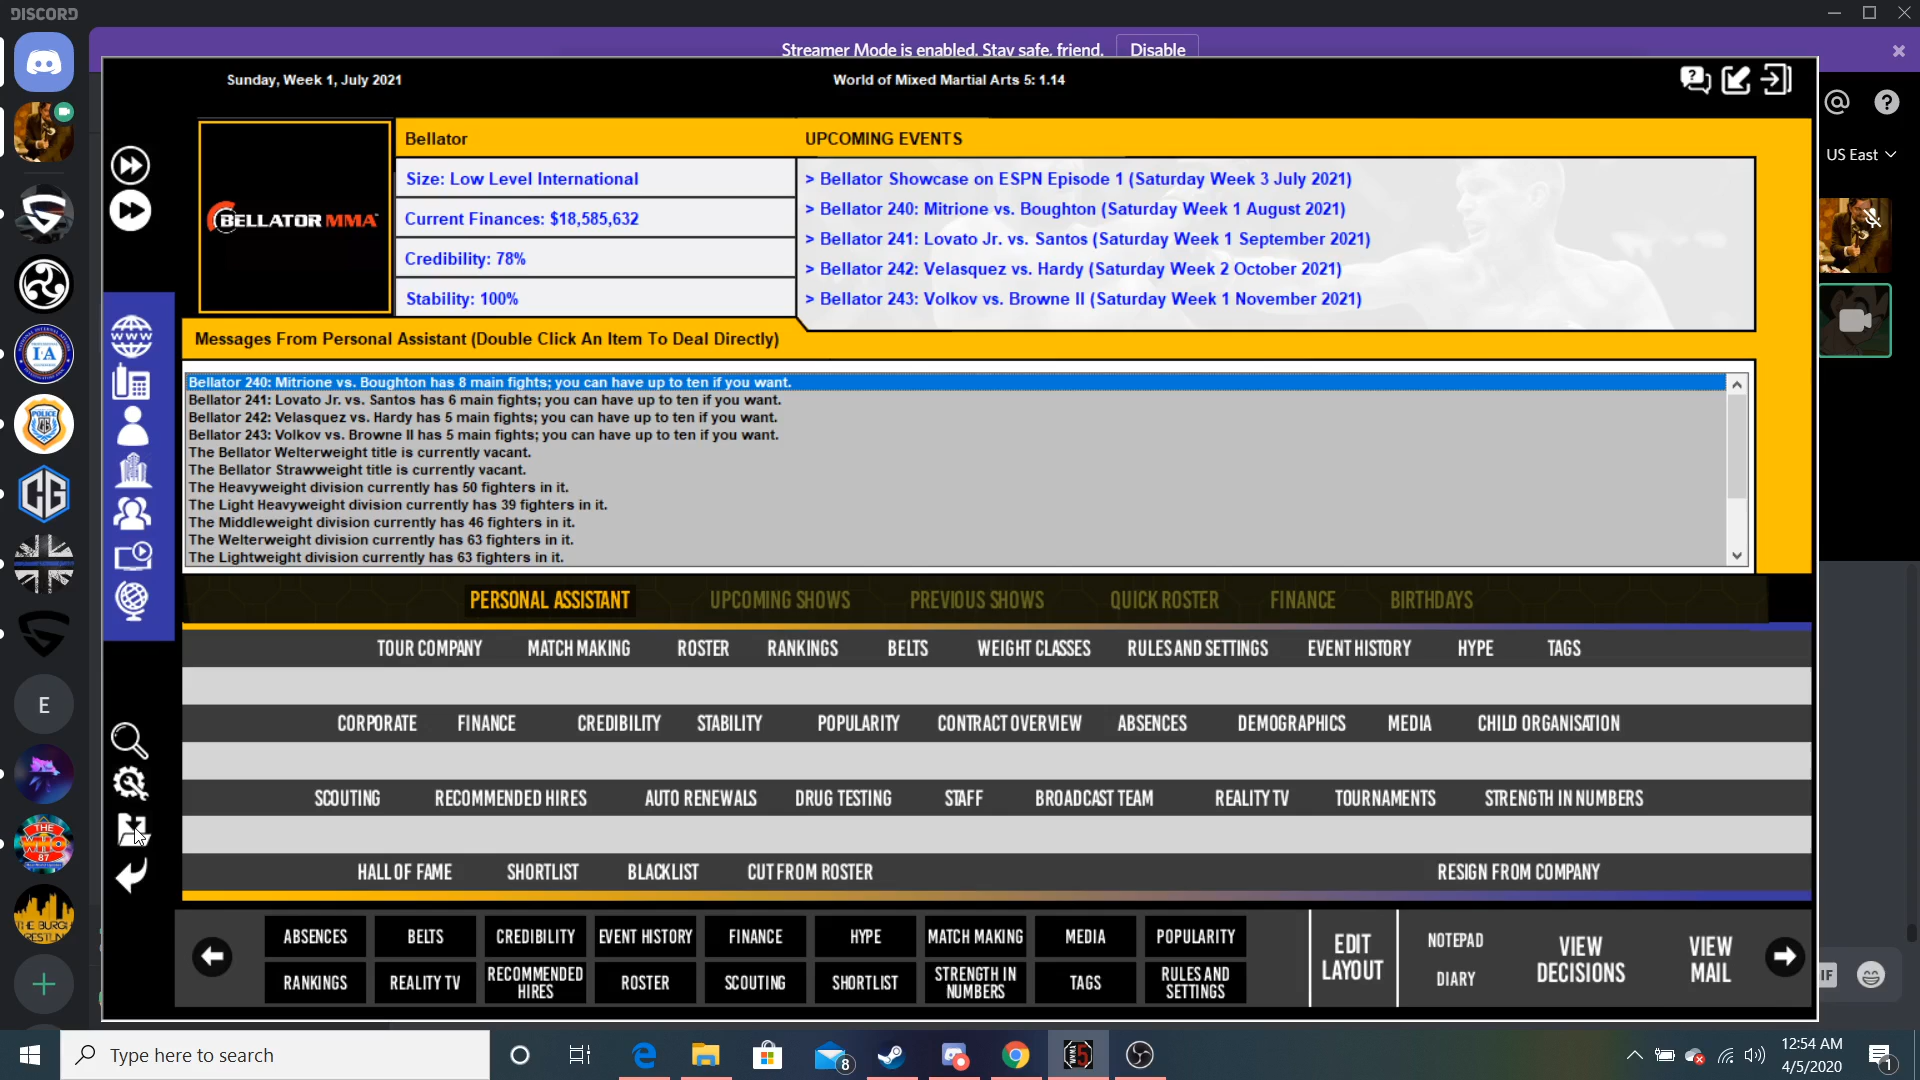 DISCORD
Streamer Mode is enabled. Stay safe, friend.
Disable
Sunday, Week 1, July 2021
World of Mixed Martial Arts 5: 1.14
US East
BELLATOR MMA
Bellator
Size: Low Level International
Current Finances: $18,585,632
Credibility: 78%
Stability: 100%
UPCOMING EVENTS
> Bellator Showcase on ESPN Episode 1 (Saturday Week 3 July 2021)
> Bellator 240: Mitrione vs. Boughton (Saturday Week 1 August 2021)
> Bellator 241: Lovato Jr. vs. Santos (Saturday Week 1 September 2021)
> Bellator 242: Velasquez vs. Hardy (Saturday Week 2 October 2021)
> Bellator 243: Volkov vs. Browne II (Saturday Week 1 November 2021)
Messages From Personal Assistant (Double Click An Item To Deal Directly)
Bellator 240: Mitrione vs. Boughton has 8 main fights; you can have up to ten if you want.
Bellator 241: Lovato Jr. vs. Santos has 6 main fights; you can have up to ten if you want.
Bellator 242: Velasquez vs. Hardy has 5 main fights; you can have up to ten if you want.
Bellator 243: Volkov vs. Browne II has 5 main fights; you can have up to ten if you want.
The Bellator Welterweight title is currently vacant.
The Bellator Strawweight title is currently vacant.
The Heavyweight division currently has 50 fighters in it.
The Light Heavyweight division currently has 39 fighters in it.
The Middleweight division currently has 46 fighters in it.
The Welterweight division currently has 63 fighters in it.
The Lightweight division currently has 63 fighters in it.
PERSONAL ASSISTANT UPCOMING SHOWS PREVIOUS SHOWS QUICK ROSTER FINANCE BIRTHDAYS
TOUR COMPANY MATCH MAKING ROSTER RANKINGS BELTS WEIGHT CLASSES RULES AND SETTINGS EVENT HISTORY HYPE TAGS
CORPORATE FINANCE CREDIBILITY STABILITY POPULARITY CONTRACT OVERVIEW ABSENCES DEMOGRAPHICS MEDIA CHILD ORGANISATION
SCOUTING RECOMMENDED HIRES AUTO RENEWALS DRUG TESTING STAFF BROADCAST TEAM REALITY TV TOURNAMENTS STRENGTH IN NUMBERS
HALL OF FAME SHORTLIST BLACKLIST CUT FROM ROSTER RESIGN FROM COMPANY
ABSENCES BELTS CREDIBILITY EVENT HISTORY FINANCE HYPE MATCH MAKING MEDIA POPULARITY
RANKINGS REALITY TV RECOMMENDED HIRES ROSTER SCOUTING SHORTLIST STRENGTH IN NUMBERS TAGS RULES AND SETTINGS
EDIT LAYOUT
NOTEPAD
DIARY
VIEW DECISIONS
VIEW MAIL
WWW
IA
POLICE
CG
E
THE WHO 87
THE BURGH
IF
Type here to search
8
5
12:54 AM
4/5/2020
1